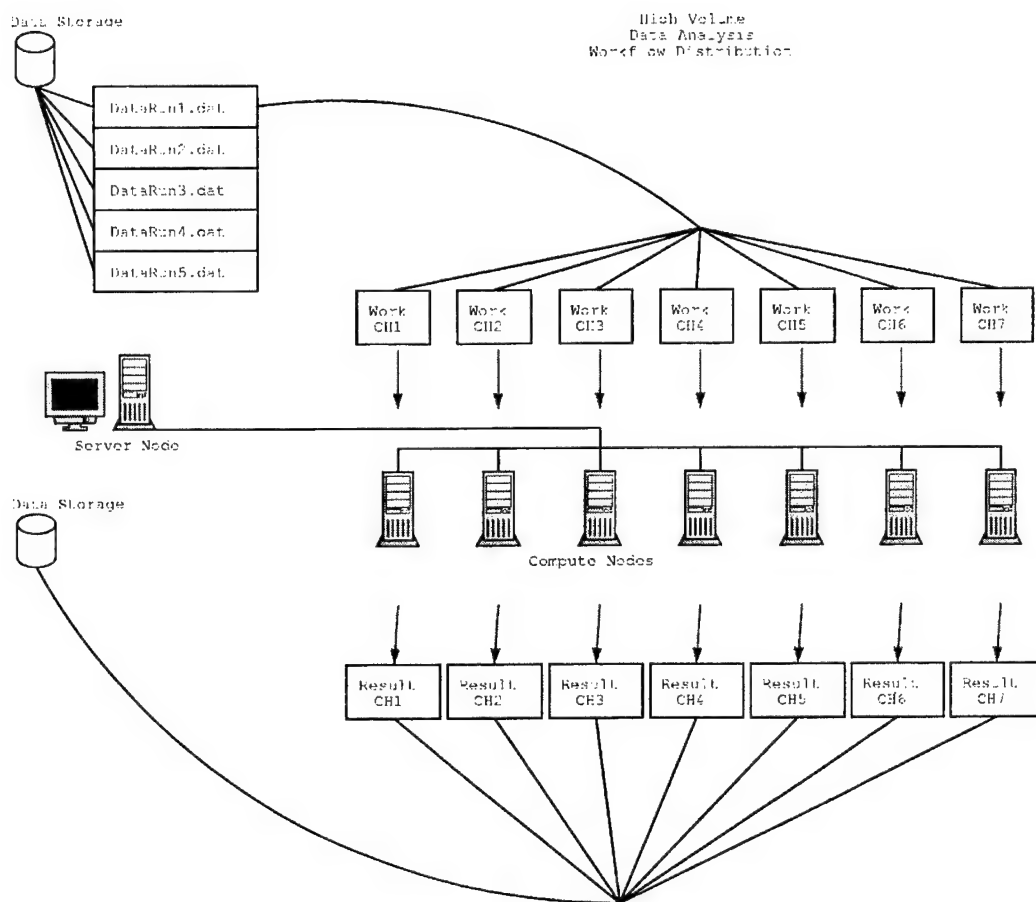 Data Storage
High Volume
Data Analysis
Workflow Distribution
DataRun1.dat
DataRun2.dat
DataRun3.dat
DataRun4.dat
DataRun5.dat
Work
CH1
Work
CH2
Work
CH3
Work
CH4
Work
CH5
Work
CH6
Work
CH7
Server Node
Data Storage
Compute Nodes
Result
CH1
Result
CH2
Result
CH3
Result
CH4
Result
CH5
Result
CH6
Result
CH7